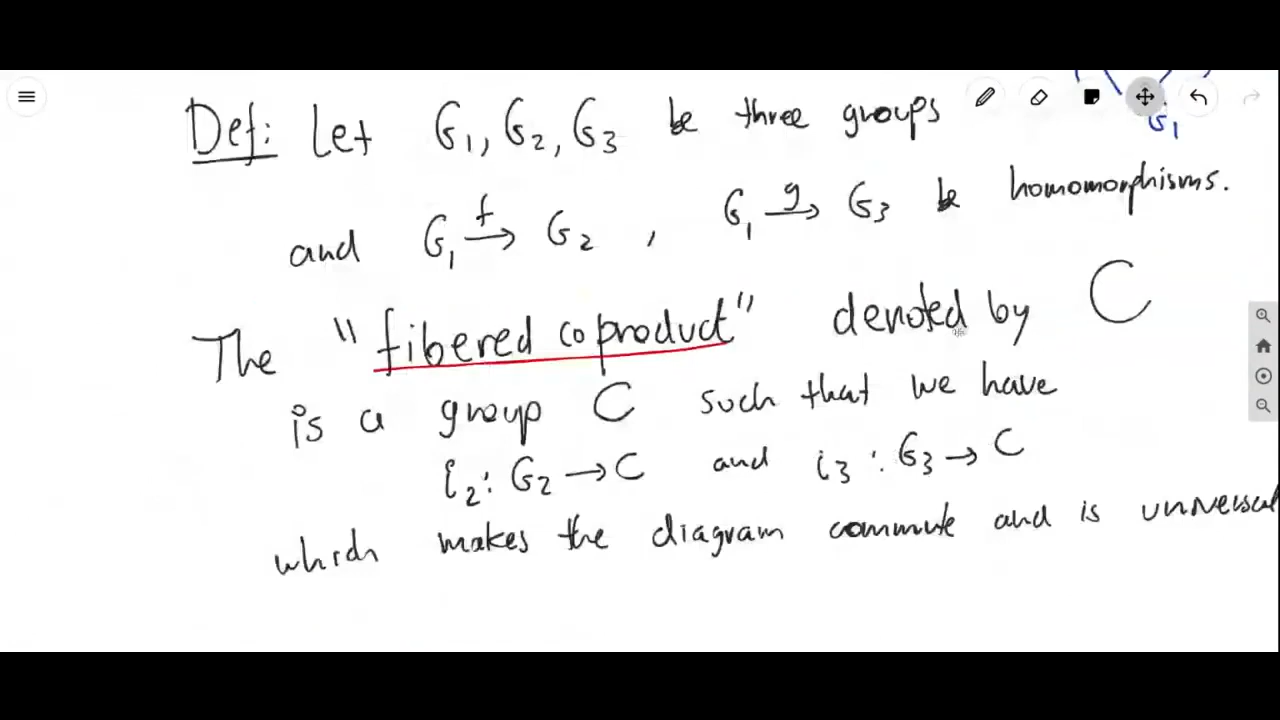 Def: Let G₁, G₂, G₃ be three groups
G₁
and G₁ f→ G₂ , G₁ g→ G₃ be homomorphisms.
The "fibered coproduct" denoted by C
is a group C such that we have
i₂: G₂ → C and i₃: G₃ → C
which makes the diagram commute and is universal